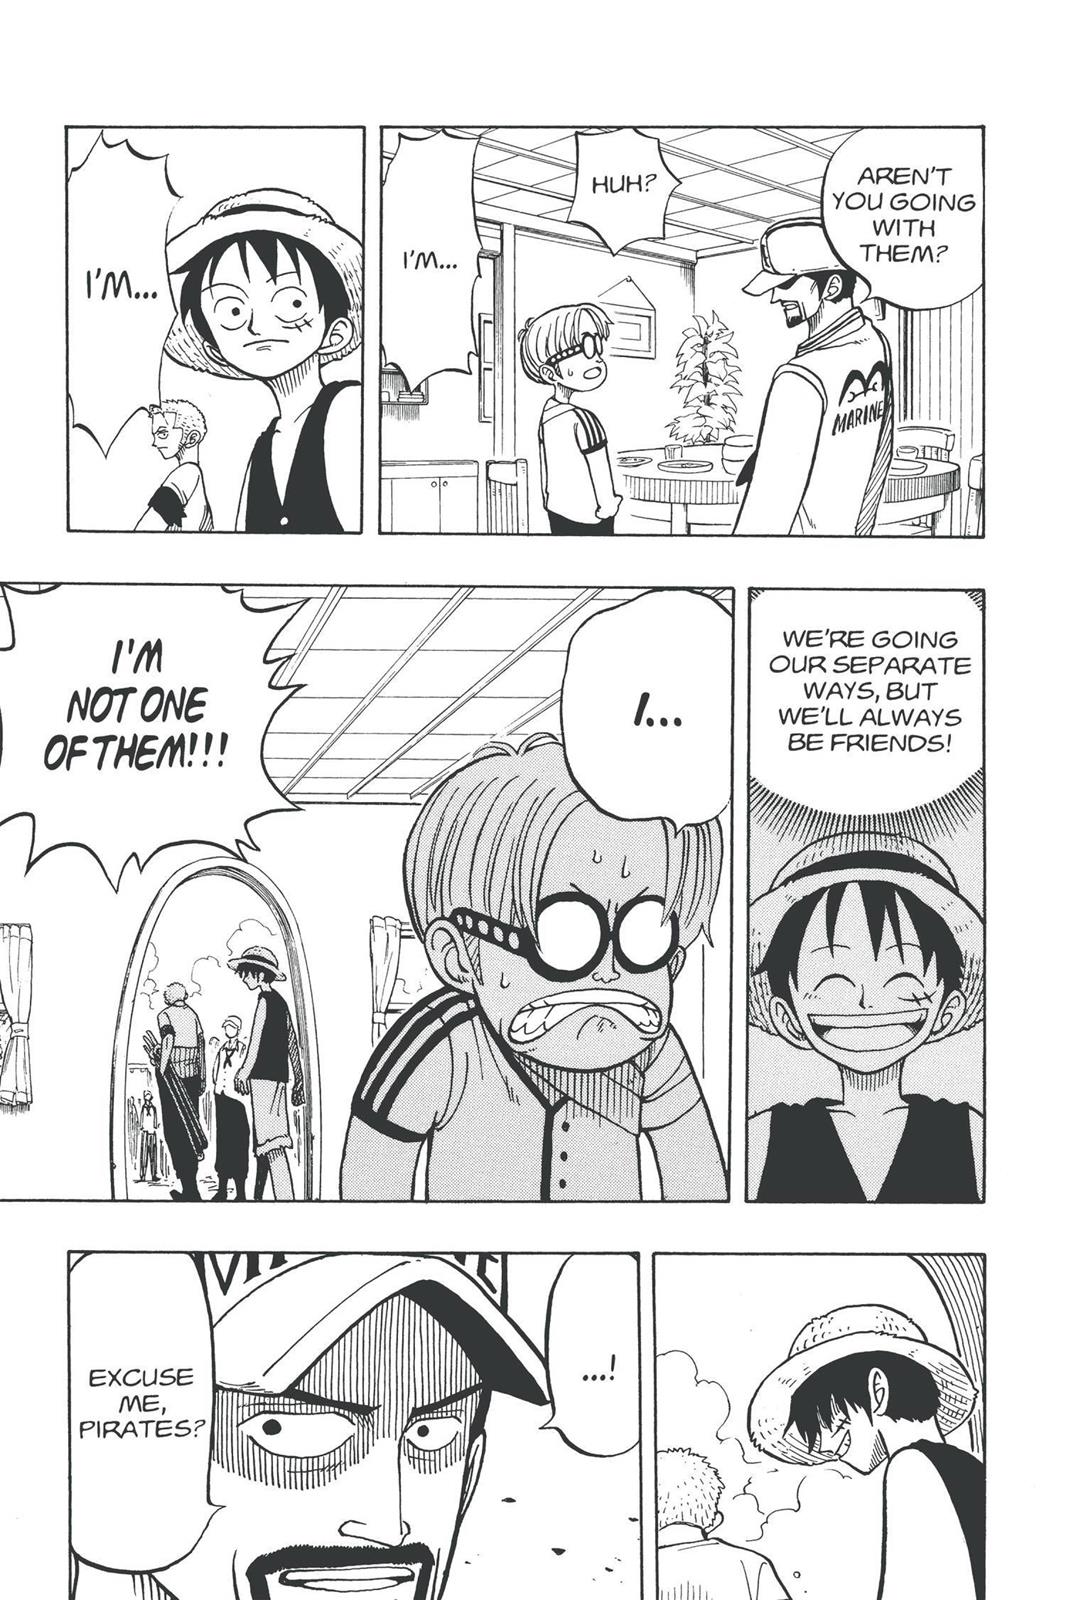 AREN'T
YOU GOING
WITH
THEM?
HUH?
I'M...
MARINE
I'M...
WE'RE GOING
OUR SEPARATE
WAYS, BUT
WE'LL ALWAYS
BE FRIENDS!
I...
I'M
NOT ONE
OF THEM!!!
...!
EXCUSE
ME,
PIRATES?